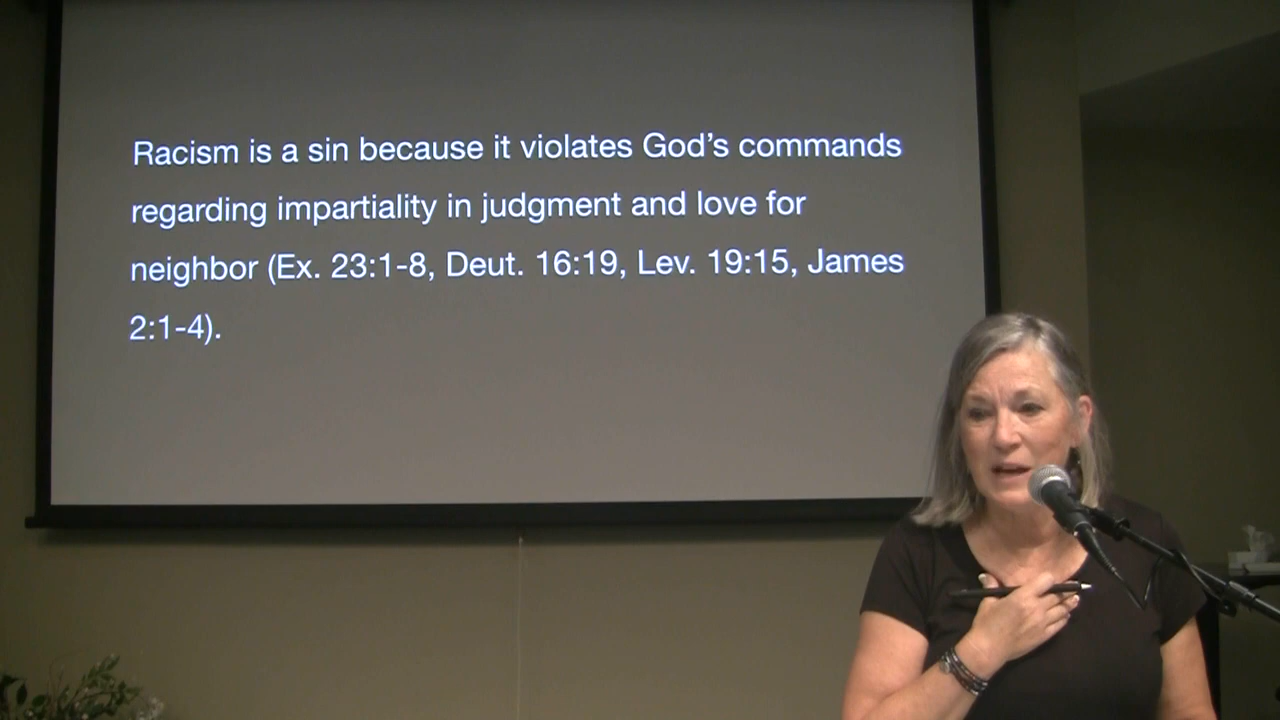 Racism is a sin because it violates God’s commands
regarding impartiality in judgment and love for
neighbor (Ex. 23:1-8, Deut. 16:19, Lev. 19:15, James
2:1-4).